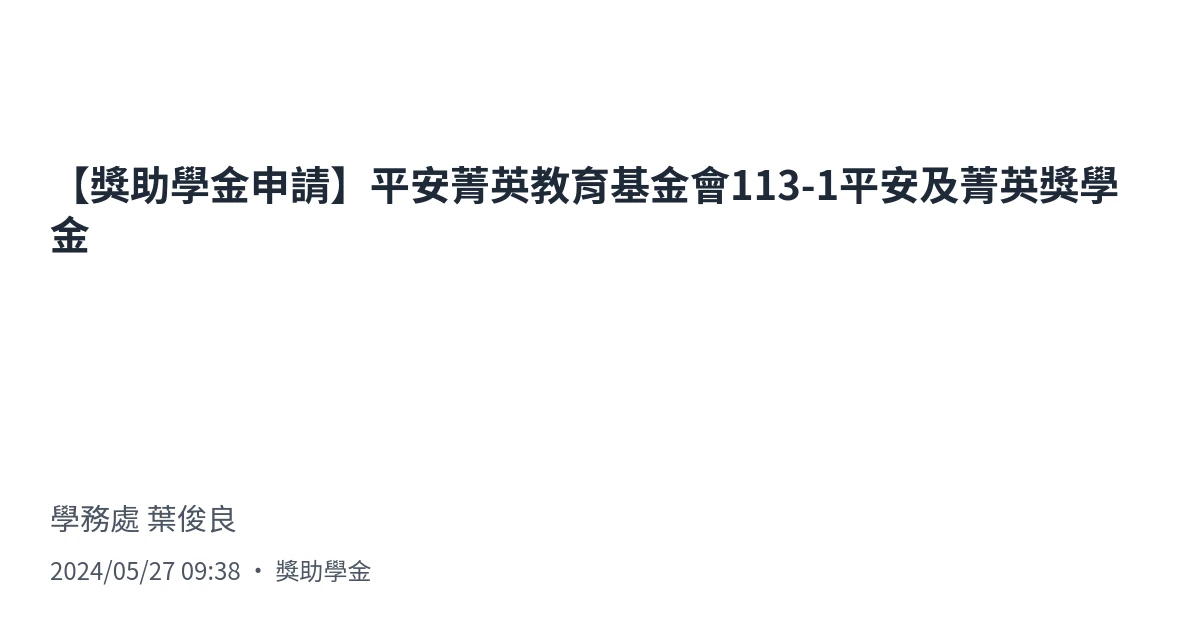 【獎助學金申請】平安菁英教育基金會113-1平安及菁英獎學
金
學務處 葉俊良
2024/05/27 09:38 ・ 獎助學金